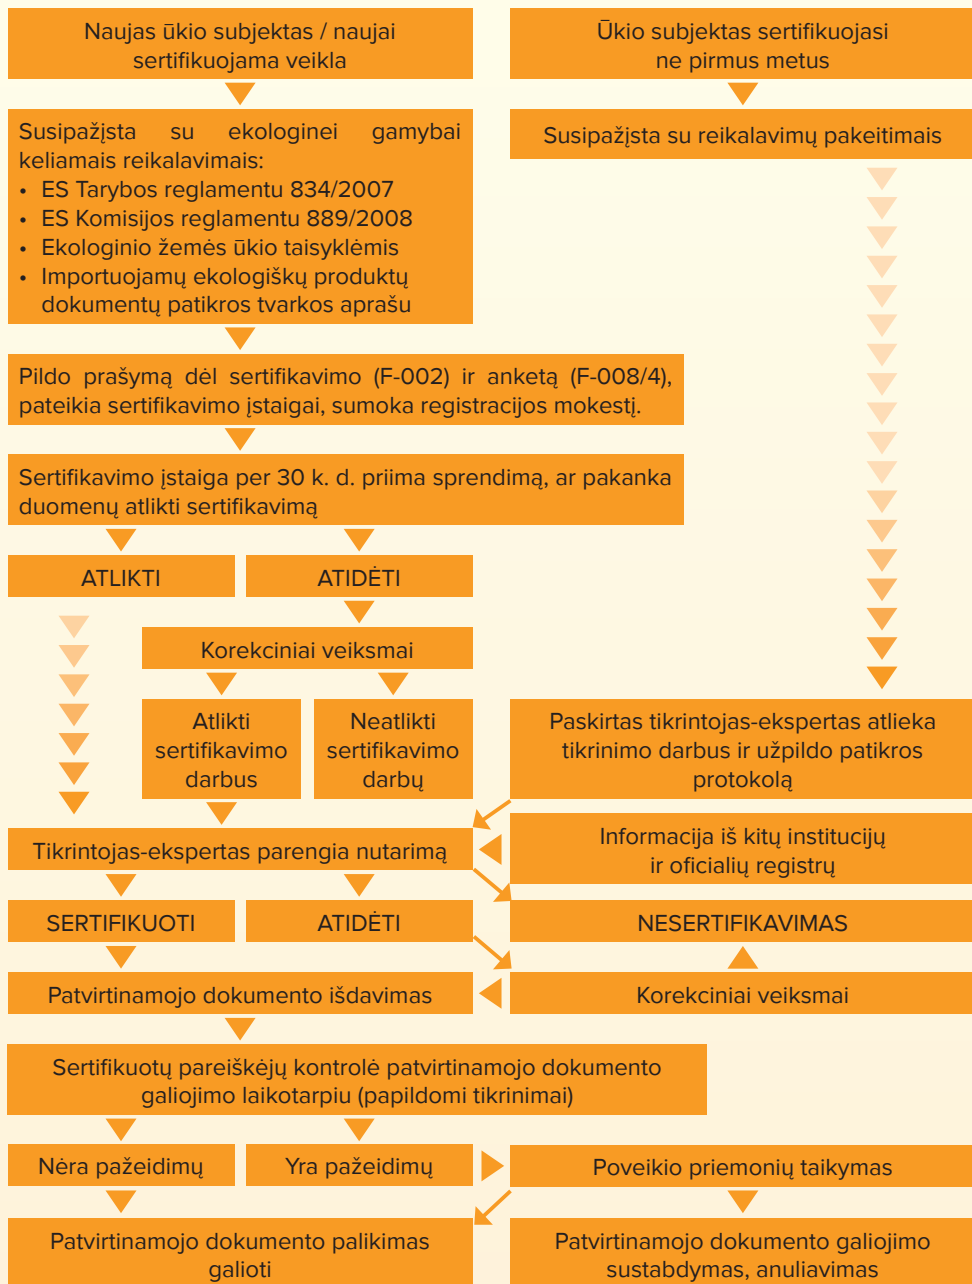 Naujas ūkio subjektas / naujai
sertifikuojama veikla
Ūkio subjektas sertifikuojasi
ne pirmus metus
Susipažįsta su ekologinei gamybai
keliamais reikalavimais:
• ES Tarybos reglamentu 834/2007
• ES Komisijos reglamentu 889/2008
• Ekologinio žemės ūkio taisyklėmis
• Importuojamų ekologiškų produktų
dokumentų patikros tvarkos aprašu
Susipažįsta su reikalavimų pakeitimais
Pildo prašymą dėl sertifikavimo (F-002) ir anketą (F-008/4),
pateikia sertifikavimo įstaigai, sumoka registracijos mokestį.
Sertifikavimo įstaiga per 30 k. d. priima sprendimą, ar pakanka
duomenų atlikti sertifikavimą
ATLIKTI
ATIDĖTI
Korekciniai veiksmai
Atlikti
sertifikavimo
darbus
Neatlikti
sertifikavimo
darbų
Paskirtas tikrintojas-ekspertas atlieka
tikrinimo darbus ir užpildo patikros
protokolą
Tikrintojas-ekspertas parengia nutarimą
Informacija iš kitų institucijų
ir oficialių registrų
SERTIFIKUOTI
ATIDĖTI
NESERTIFIKAVIMAS
Patvirtinamojo dokumento išdavimas
Korekciniai veiksmai
Sertifikuotų pareiškėjų kontrolė patvirtinamojo dokumento
galiojimo laikotarpiu (papildomi tikrinimai)
Nėra pažeidimų
Yra pažeidimų
Poveikio priemonių taikymas
Patvirtinamojo dokumento palikimas
galioti
Patvirtinamojo dokumento galiojimo
sustabdymas, anuliavimas